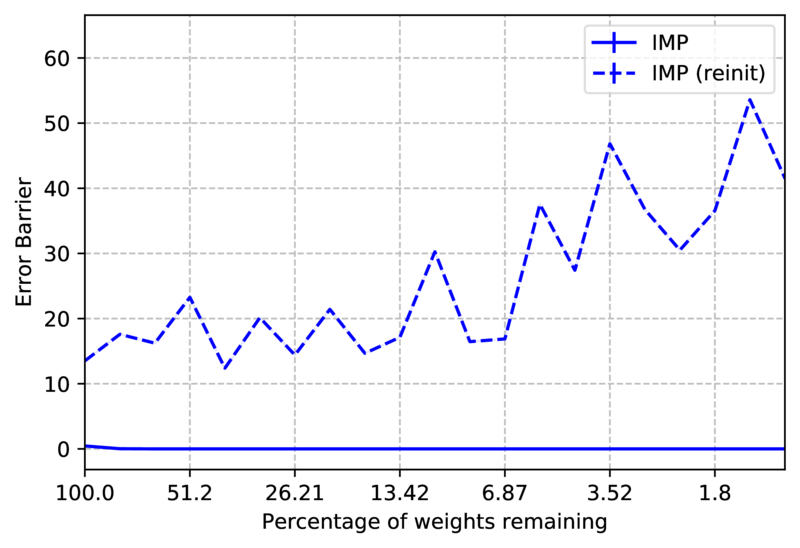 IMP
IMP (reinit)
Error Barrier
60
50
40
30
20
10
0
100.0 51.2 26.21 13.42 6.87 3.52 1.8
Percentage of weights remaining